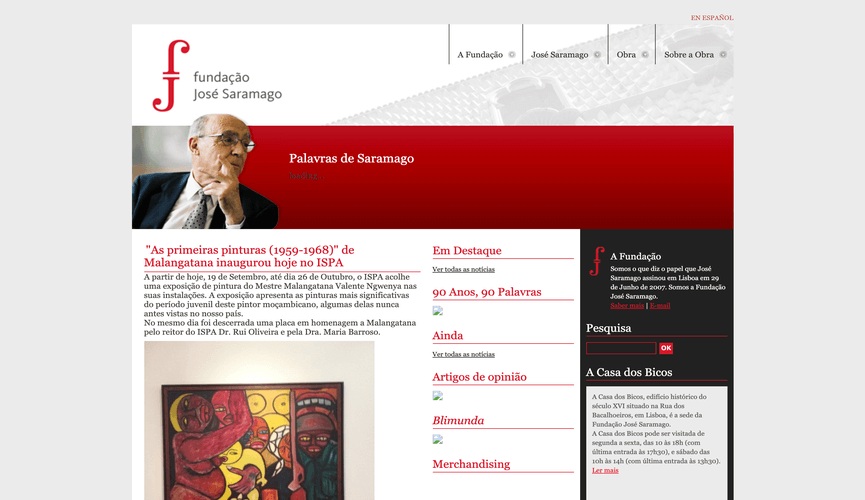 EN ESPAÑOL
fundação
José Saramago
A Fundação
José Saramago
Obra
Sobre a Obra
Palavras de Saramago
"As primeiras pinturas (1959-1968)" de
Malangatana inaugurou hoje no ISPA
A partir de hoje, 19 de Setembro, até dia 26 de Outubro, o ISPA acolhe
uma exposição de pintura do Mestre Malangatana Valente Ngwenya nas
suas instalações. A exposição apresenta as pinturas mais significativas
do período juvenil deste pintor moçambicano, algumas delas nunca
antes vistas no nosso país.
No mesmo dia foi descerrada uma placa em homenagem a Malangatana
pelo reitor do ISPA Dr. Rui Oliveira e pela Dra. Maria Barroso.
Em Destaque
Ver todas as notícias
90 Anos, 90 Palavras
Ainda
Ver todas as notícias
Artigos de opinião
Blimunda
Merchandising
A Fundação
Somos o que diz o papel que José
Saramago assinou em Lisboa em 29
de Junho de 2007. Somos a Fundação
José Saramago.
Saber mais | E-mail
Pesquisa
OK
A Casa dos Bicos
A Casa dos Bicos, edifício histórico do
século XVI situado na Rua dos
Bacalhoeiros, em Lisboa, é a sede da
Fundação José Saramago.
A Casa dos Bicos pode ser visitada de
segunda a sexta, das 10 às 18h (com
última entrada às 17h30), e sábado das
10h às 14h (com última entrada às 13h30).
Ler mais